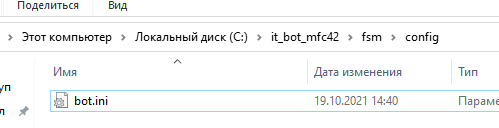 Поделиться Вид
Этот компьютер > Локальный диск (C:) > it_bot_mfc42 > fsm > config
Имя Дата изменения Тип
bot.ini 19.10.2021 14:40 Параме
уп
л